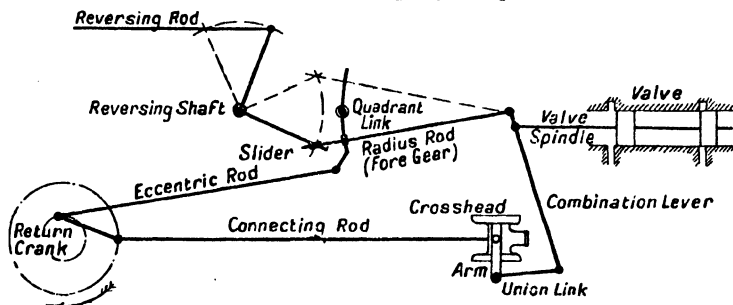 Reversing Rod
Reversing Shaft
Quadrant
Link
Valve
Valve
Spindle
Slider
Radius Rod
(Fore Gear)
Eccentric Rod
Combination Lever
Crosshead
Connecting Rod
Return
Crank
Arm
Union Link